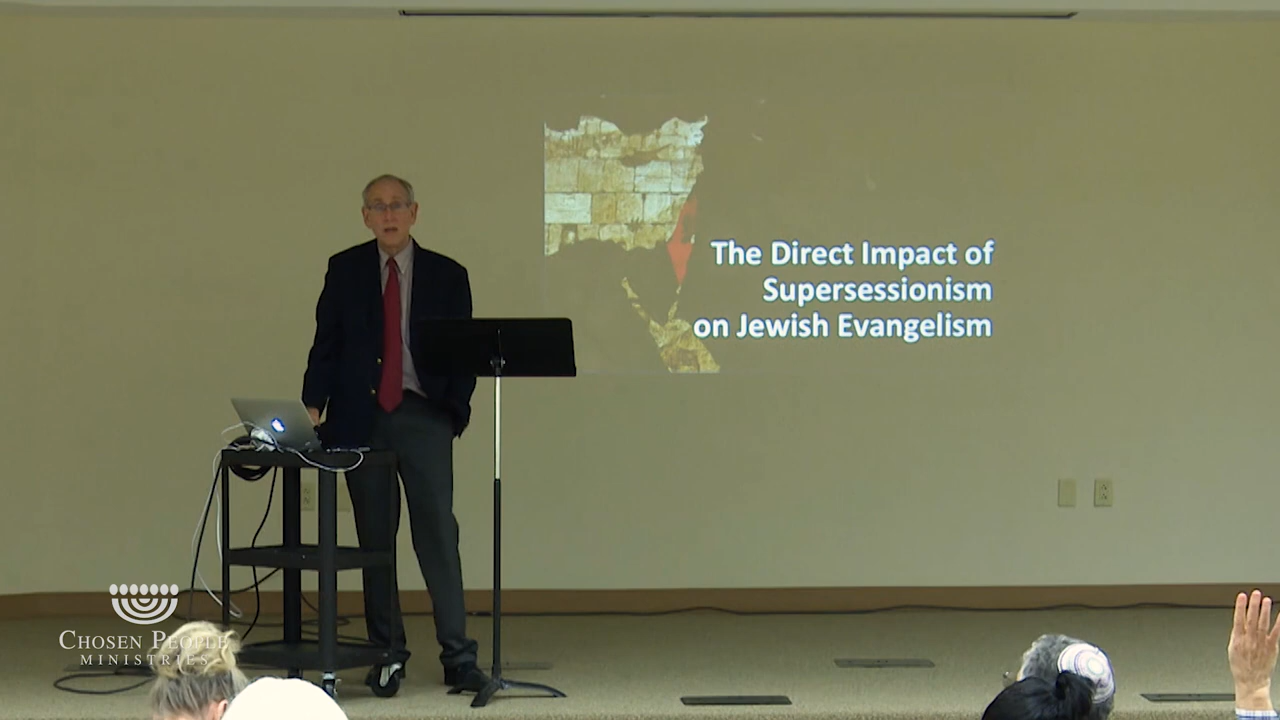 The Direct Impact of
Supersessionism
on Jewish Evangelism
CHOSEN PEOPLE
MINISTRIES